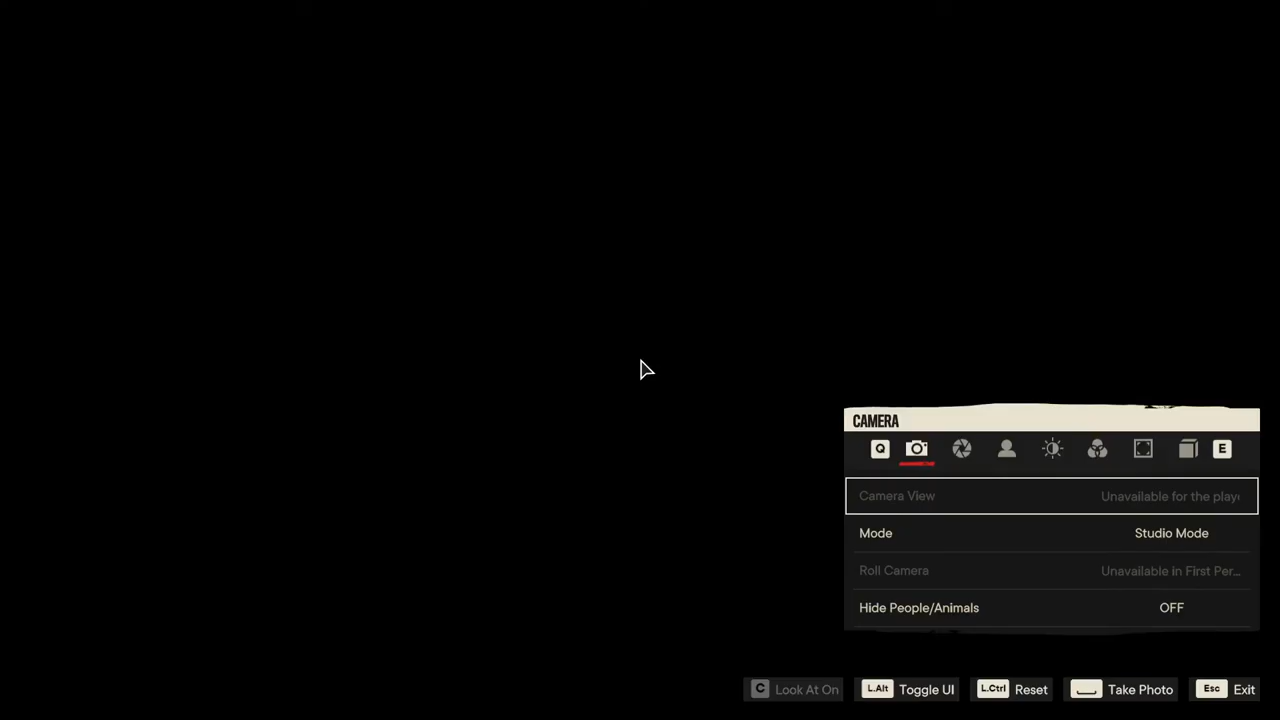 CAMERA
Q E
Camera View Unavailable for the playe
Mode Studio Mode
Roll Camera Unavailable in First Per...
Hide People/Animals OFF
C Look At On L.Alt Toggle UI L.Ctrl Reset Take Photo Esc Exit